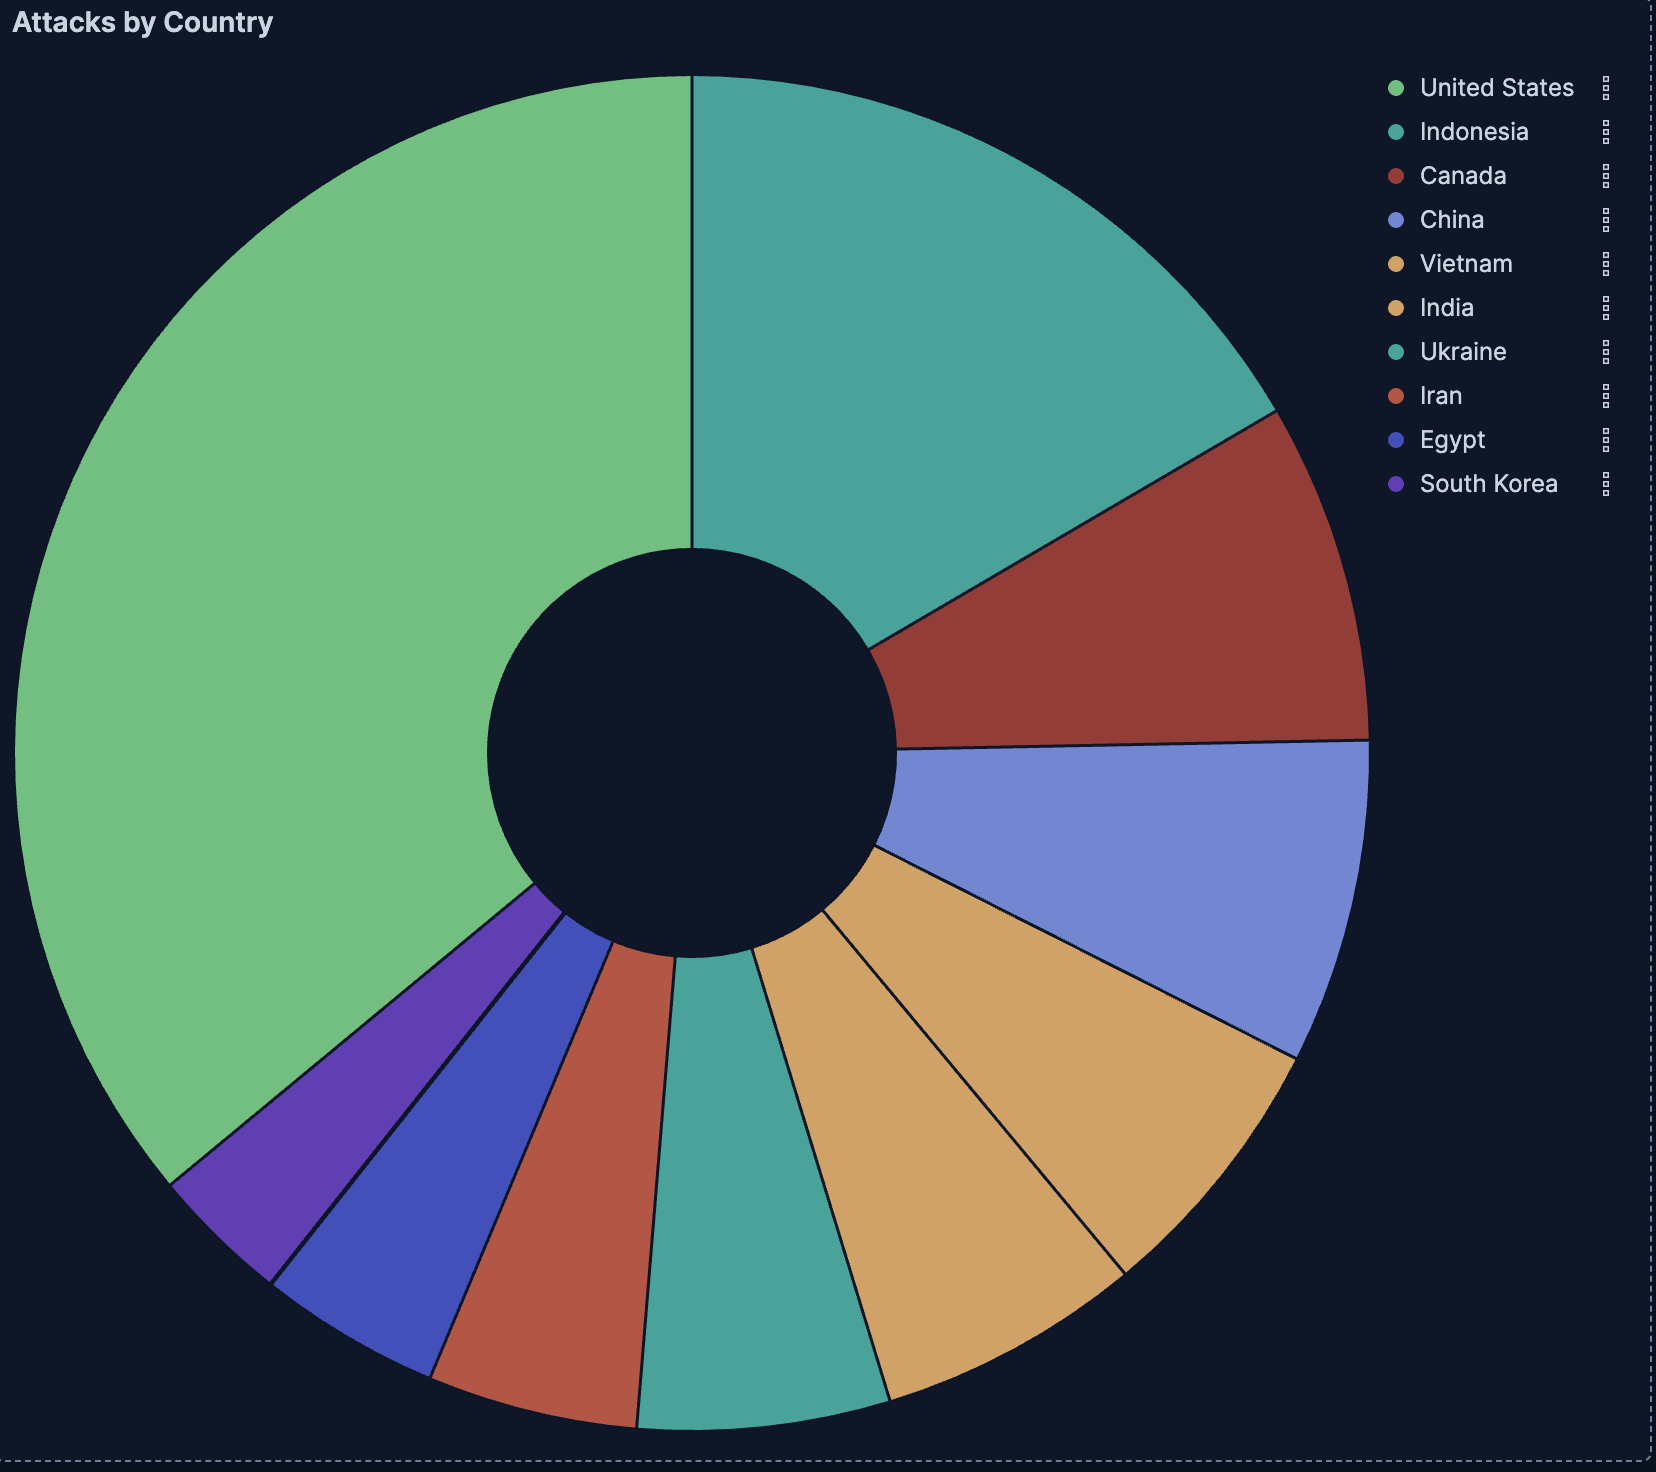 Attacks by Country
United States
Indonesia
Canada
China
Vietnam
India
Ukraine
Iran
Egypt
South Korea